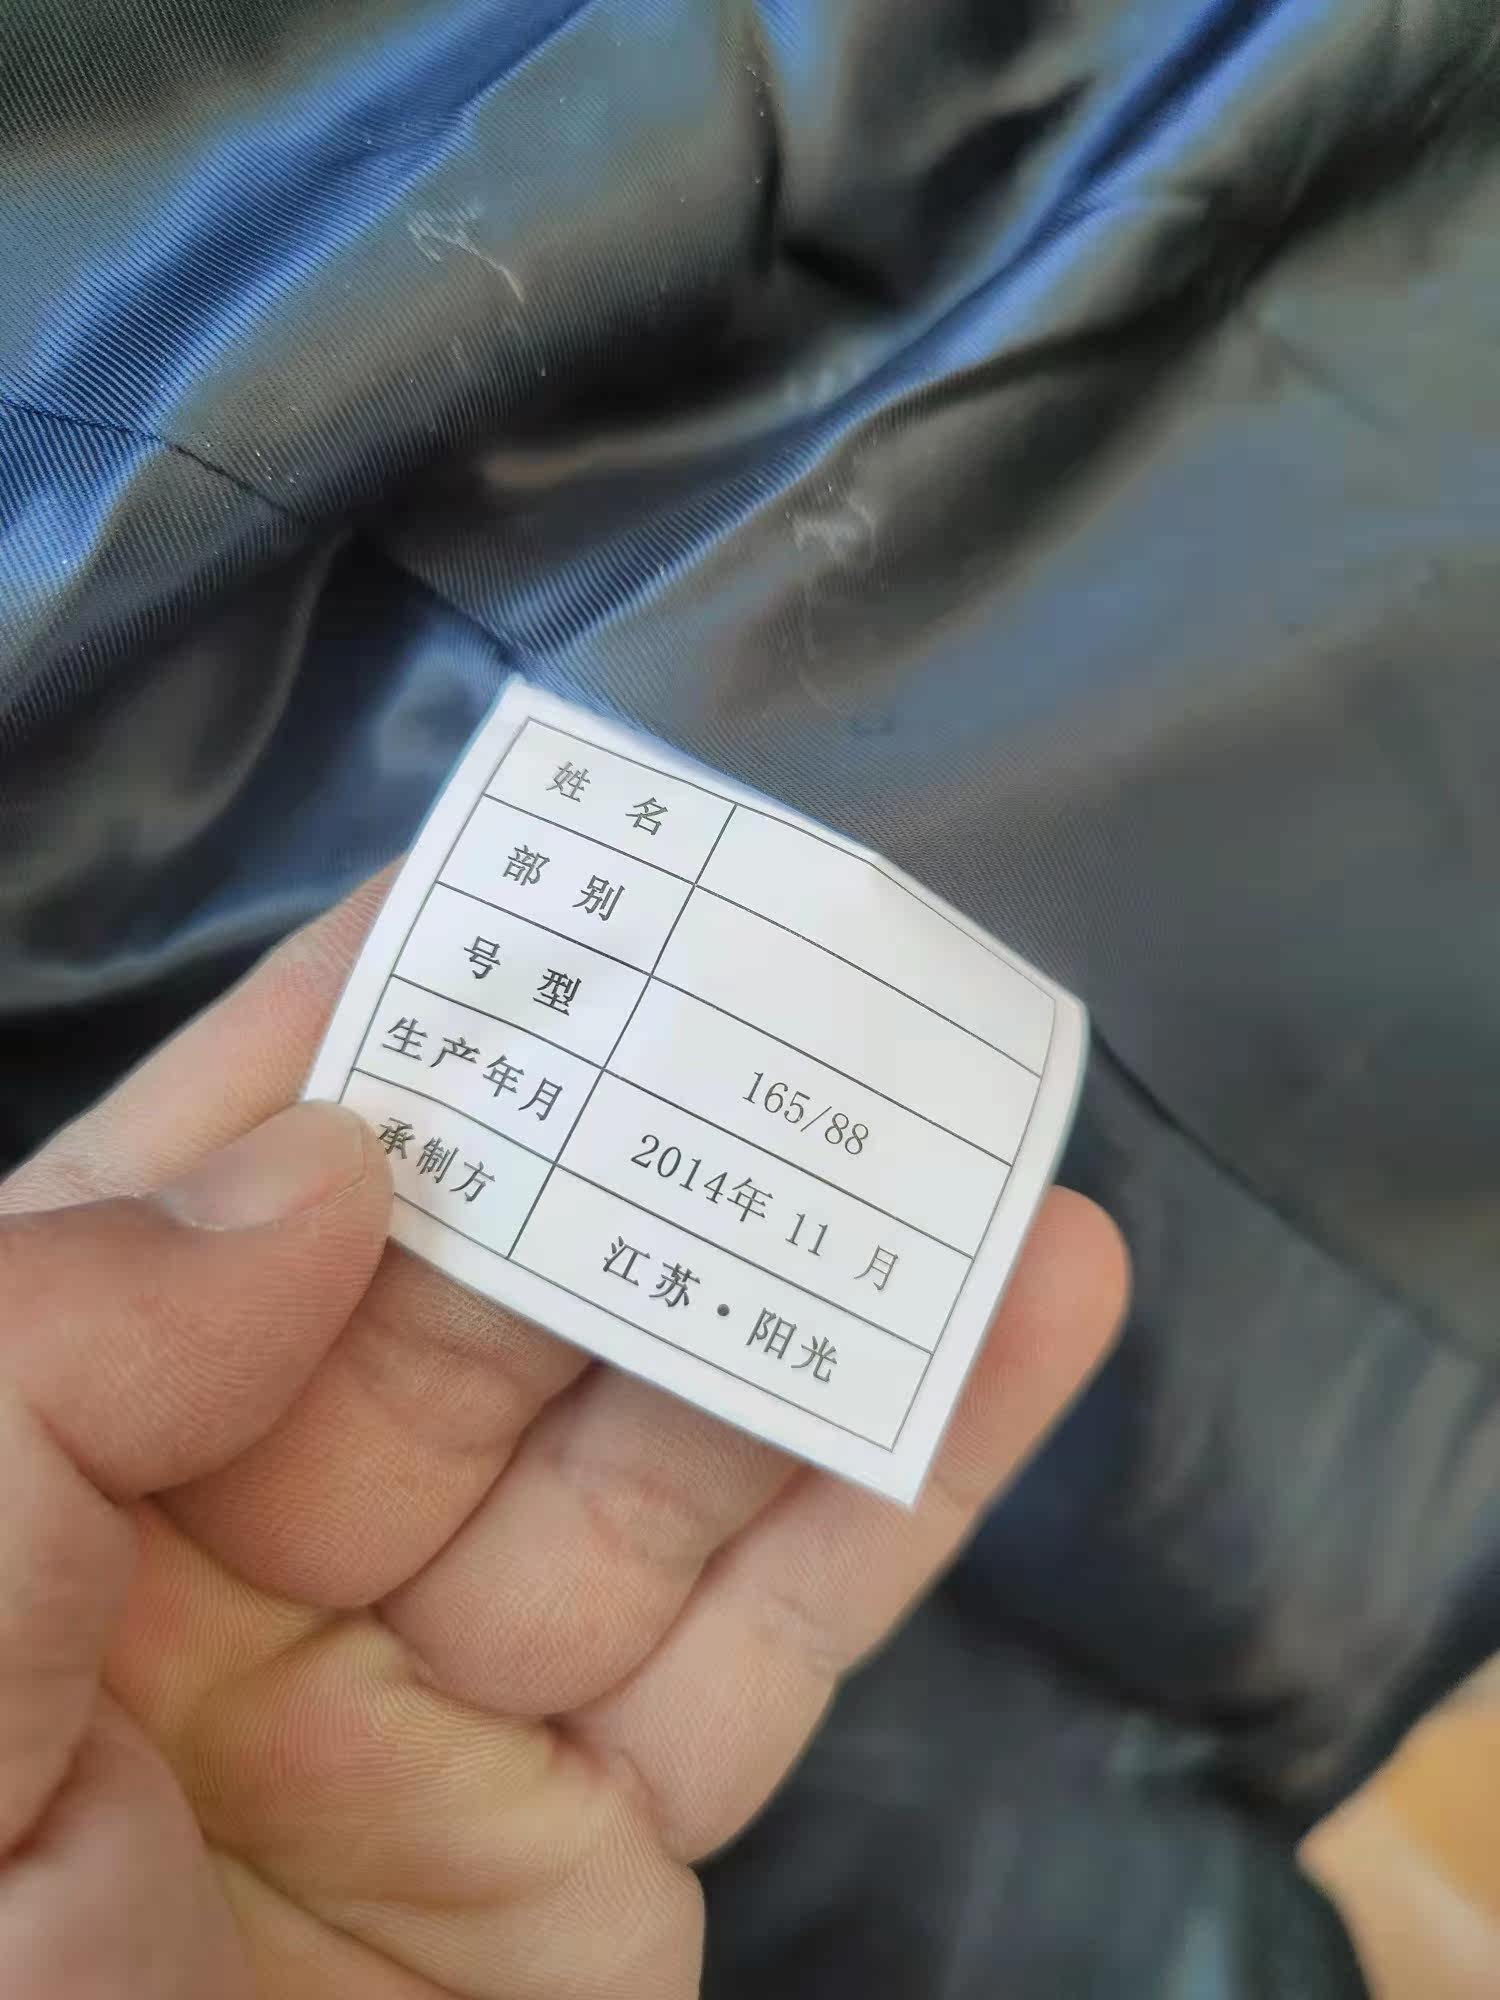 姓 名
部 别
号 型 165/88
生产年月 2014年 11 月
承制方 江苏·阳光